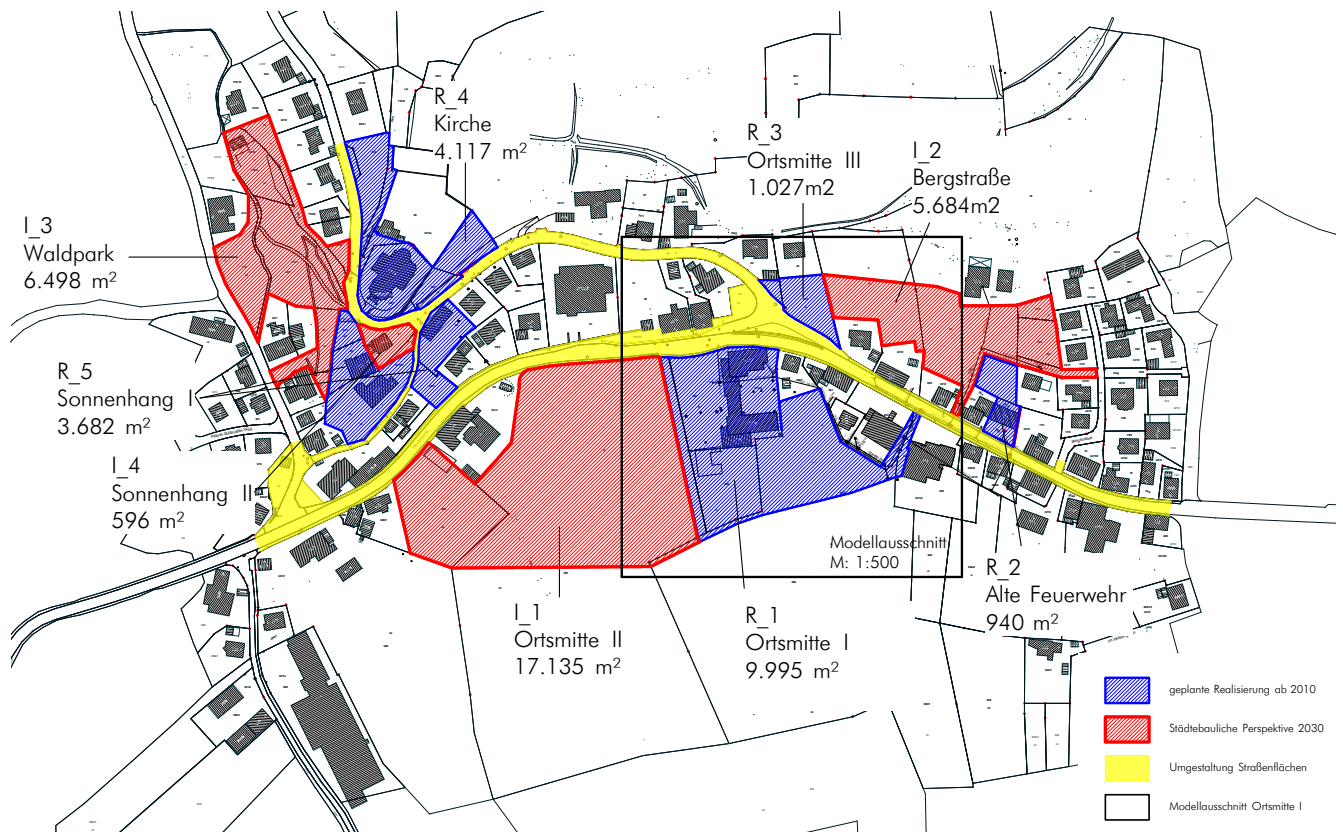 R_4
Kirche
4.117 m²
R_3
Ortsmitte III
1.027m2
I_2
Bergstraße
5.684m2
I_3
Waldpark
6.498 m²
R_5
Sonnenhang I
3.682 m²
I_4
Sonnenhang II
596 m²
Modellausschnitt
M: 1:500
R_2
Alte Feuerwehr
940 m²
I_1
Ortsmitte II
17.135 m²
R_1
Ortsmitte I
9.995 m²
geplante Realisierung ab 2010
Städtebauliche Perspektive 2030
Umgestaltung Straßenflächen
Modellausschnitt Ortsmitte I